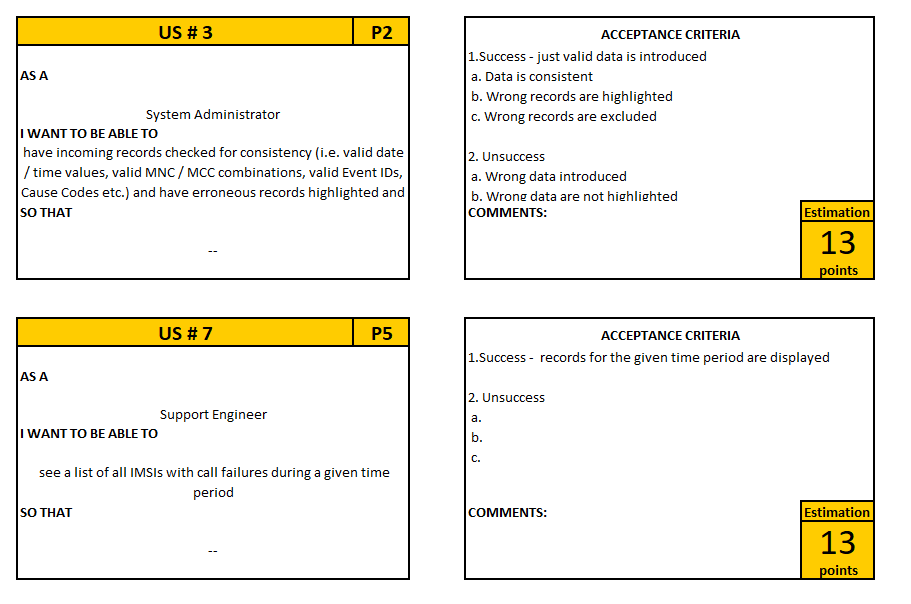 US # 3 P2
AS A
System Administrator
I WANT TO BE ABLE TO
have incoming records checked for consistency (i.e. valid date
/ time values, valid MNC / MCC combinations, valid Event IDs,
Cause Codes etc.) and have erroneous records highlighted and
SO THAT
--
ACCEPTANCE CRITERIA
1.Success - just valid data is introduced
a. Data is consistent
b. Wrong records are highlighted
c. Wrong records are excluded
2. Unsuccess
a. Wrong data introduced
b. Wrong data are not highlighted
COMMENTS:
Estimation
13
points
US # 7 P5
AS A
Support Engineer
I WANT TO BE ABLE TO
see a list of all IMSIs with call failures during a given time
period
SO THAT
--
ACCEPTANCE CRITERIA
1.Success - records for the given time period are displayed
2. Unsuccess
a.
b.
c.
COMMENTS:
Estimation
13
points